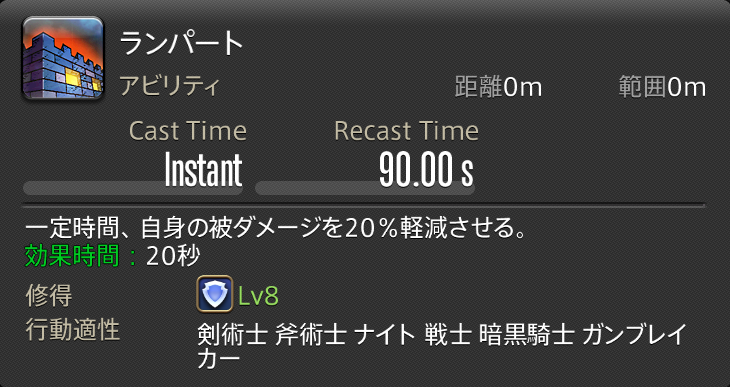 ランパート
アビリティ 距離0m 範囲0m
Cast Time Recast Time
Instant 90.00 s
一定時間、自身の被ダメージを20％軽減させる。
効果時間：20秒
修得 Lv8
行動適性 剣術士 斧術士 ナイト 戦士 暗黒騎士 ガンブレイ
カー